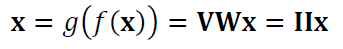 x = g(f(x)) = VWx = IIx